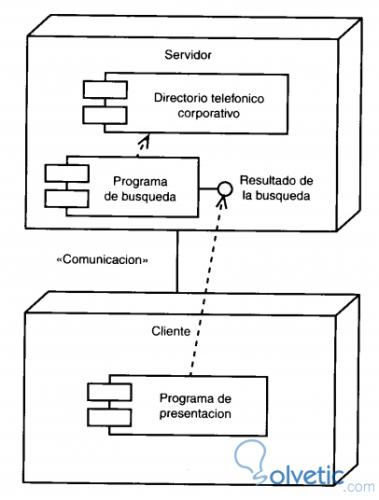 Servidor
Directorio telefonico
corporativo
Programa
de busqueda
Resultado de
la busqueda
«Comunicacion»
Cliente
Programa de
presentacion
Solvetic
.com